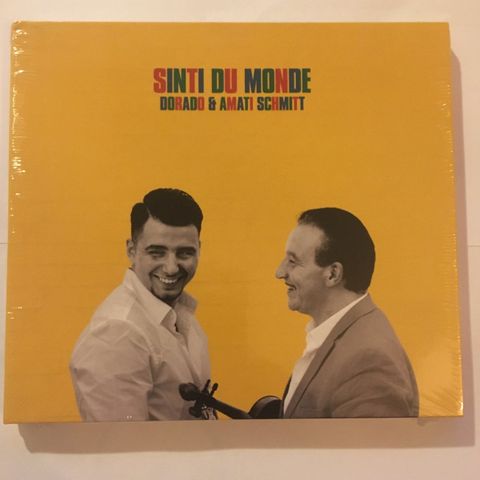 SINTI DU MONDE
DORADO & AMATI SCHMITT